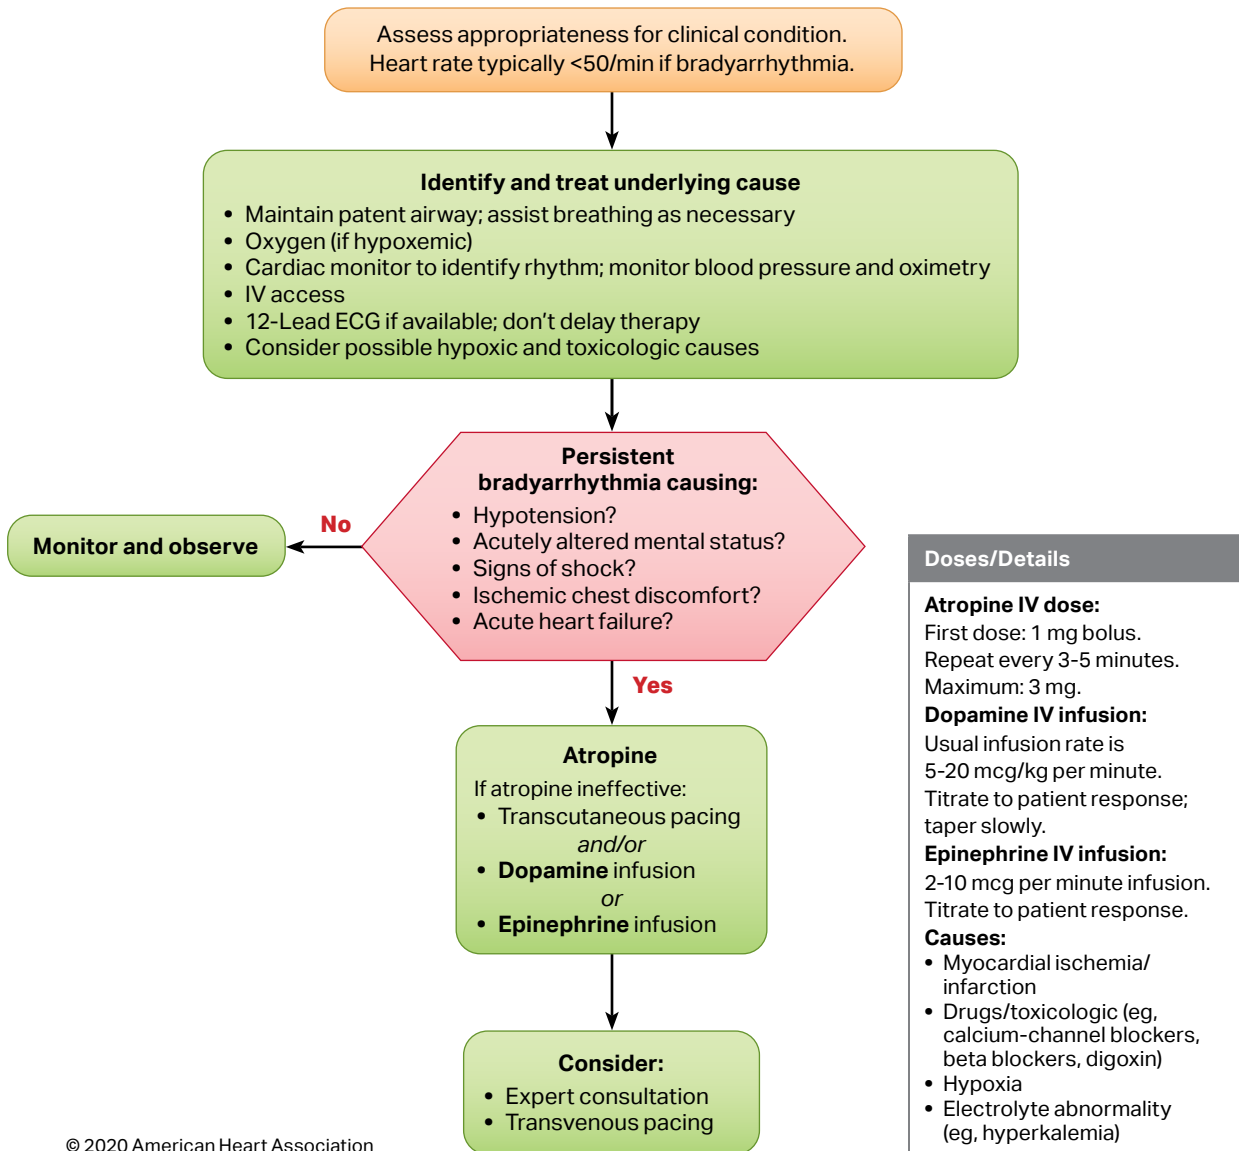 Assess appropriateness for clinical condition.
Heart rate typically <50/min if bradyarrhythmia.
Identify and treat underlying cause
• Maintain patent airway; assist breathing as necessary
• Oxygen (if hypoxemic)
• Cardiac monitor to identify rhythm; monitor blood pressure and oximetry
• IV access
• 12-Lead ECG if available; don't delay therapy
• Consider possible hypoxic and toxicologic causes
Persistent
bradyarrhythmia causing:
• Hypotension?
• Acutely altered mental status?
• Signs of shock?
• Ischemic chest discomfort?
• Acute heart failure?
No
Monitor and observe
Yes
Atropine
If atropine ineffective:
• Transcutaneous pacing
and/or
• Dopamine infusion
or
• Epinephrine infusion
Consider:
• Expert consultation
• Transvenous pacing
Doses/Details
Atropine IV dose:
First dose: 1 mg bolus.
Repeat every 3-5 minutes.
Maximum: 3 mg.
Dopamine IV infusion:
Usual infusion rate is
5-20 mcg/kg per minute.
Titrate to patient response;
taper slowly.
Epinephrine IV infusion:
2-10 mcg per minute infusion.
Titrate to patient response.
Causes:
• Myocardial ischemia/
infarction
• Drugs/toxicologic (eg,
calcium-channel blockers,
beta blockers, digoxin)
• Hypoxia
• Electrolyte abnormality
(eg, hyperkalemia)
© 2020 American Heart Association